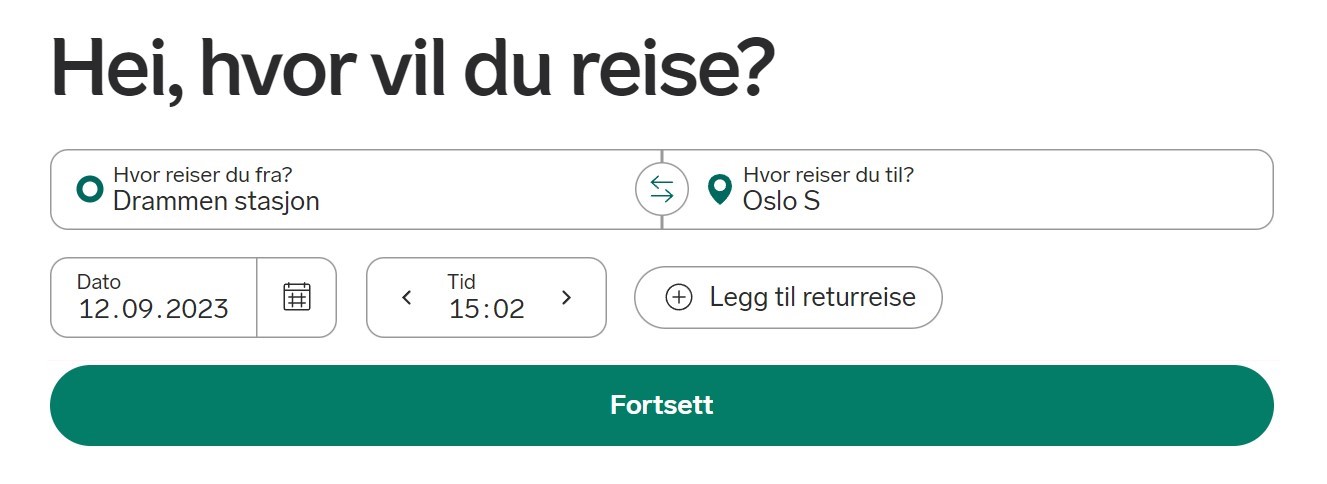 Hei, hvor vil du reise?
Hvor reiser du fra?
Drammen stasjon
Hvor reiser du til?
Oslo S
Dato
12.09.2023
Tid
15:02
Legg til returreise
Fortsett